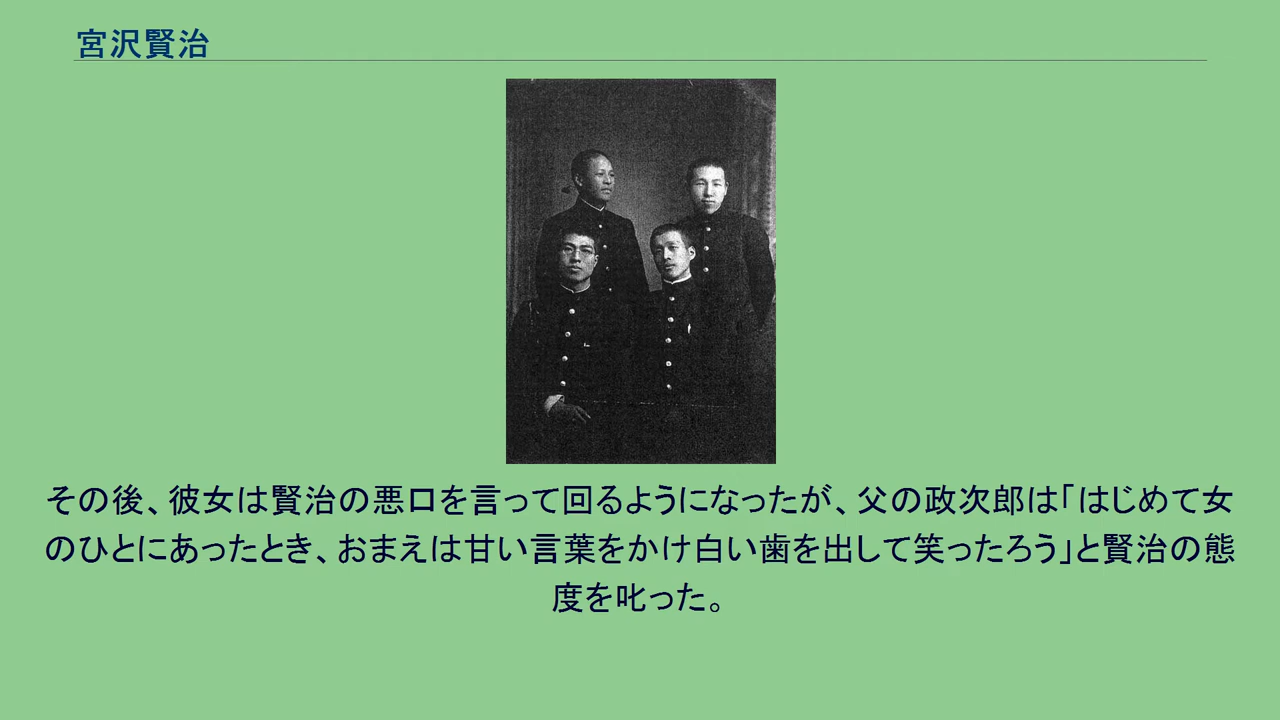 宮沢賢治
その後、彼女は賢治の悪口を言って回るようになったが、父の政次郎は「はじめて女
のひとにあったとき、おまえは甘い言葉をかけ白い歯を出して笑ったろう」と賢治の態
度を叱った。